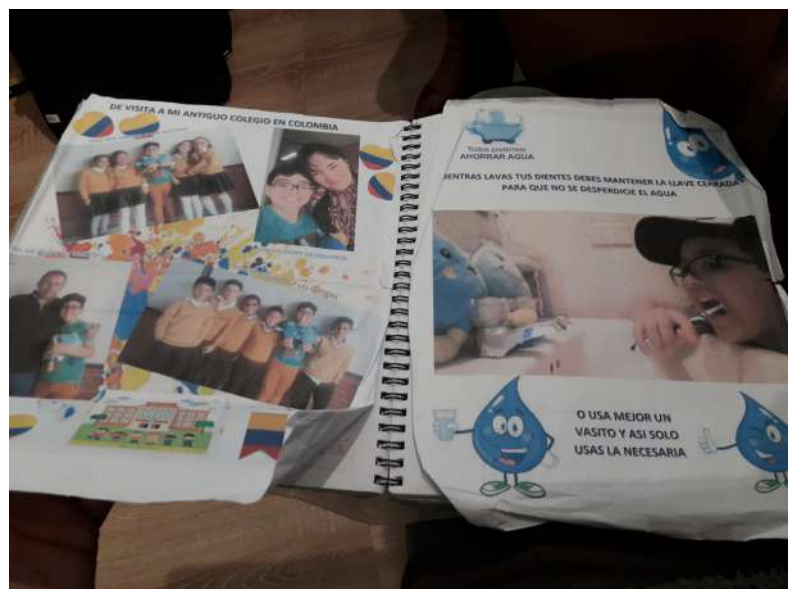 DE VISITA A MI ANTIGUO COLEGIO EN COLOMBIA
Todos podemos
AHORRAR AGUA
MIENTRAS LAVAS TUS DIENTES DEBES MANTENER LA LLAVE CERRADA
PARA QUE NO SE DESPERDICIE EL AGUA
O USA MEJOR UN
VASITO Y ASI SOLO
USAS LA NECESARIA